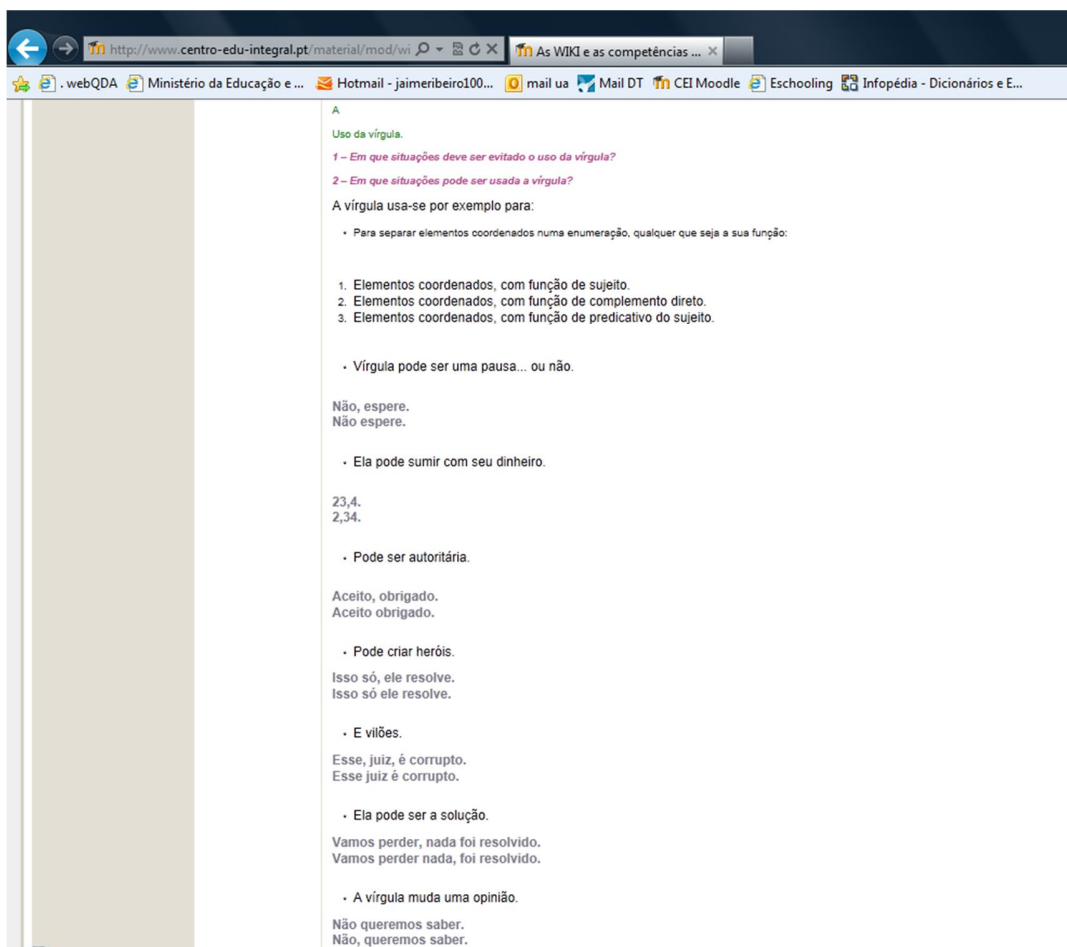 http://www.centro-edu-integral.pt/material/mod/wi
As WIKI e as competências ...
. webQDA Ministério da Educação e ... Hotmail - jaimeribeiro100... mail ua Mail DT CEI Moodle Eschooling Infopédia - Dicionários e E...
A
Uso da vírgula.
1 – Em que situações deve ser evitado o uso da vírgula?
2 – Em que situações pode ser usada a vírgula?
A vírgula usa-se por exemplo para:
• Para separar elementos coordenados numa enumeração, qualquer que seja a sua função:
1. Elementos coordenados, com função de sujeito.
2. Elementos coordenados, com função de complemento direto.
3. Elementos coordenados, com função de predicativo do sujeito.
• Vírgula pode ser uma pausa... ou não.
Não, espere.
Não espere.
• Ela pode sumir com seu dinheiro.
23,4.
2,34.
• Pode ser autoritária.
Aceito, obrigado.
Aceito obrigado.
• Pode criar heróis.
Isso só, ele resolve.
Isso só ele resolve.
• E vilões.
Esse, juiz, é corrupto.
Esse juiz é corrupto.
• Ela pode ser a solução.
Vamos perder, nada foi resolvido.
Vamos perder nada, foi resolvido.
• A vírgula muda uma opinião.
Não queremos saber.
Não, queremos saber.